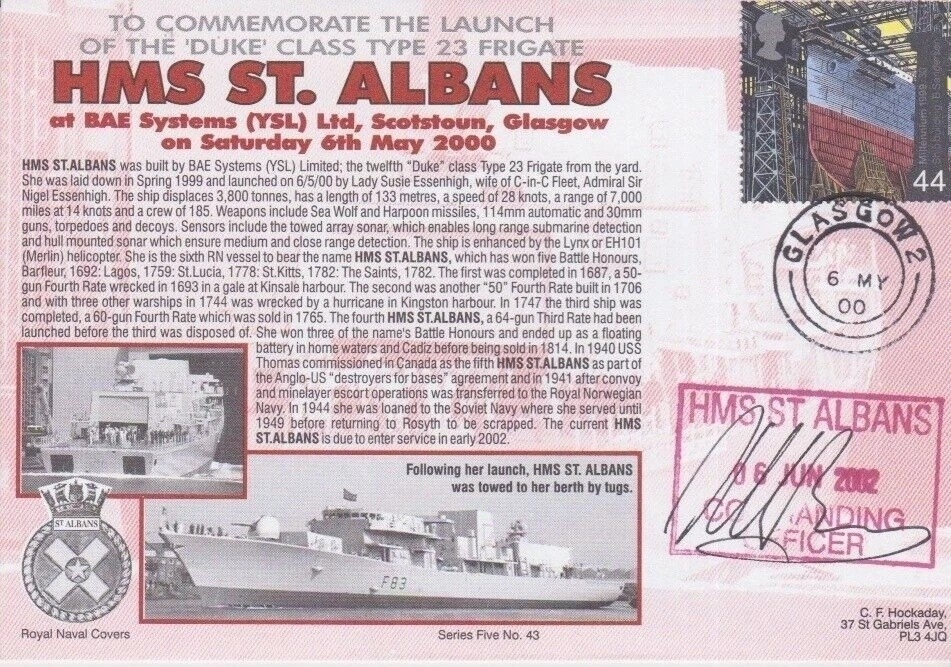 TO COMMEMORATE THE LAUNCH
OF THE 'DUKE' CLASS TYPE 23 FRIGATE
HMS ST. ALBANS
at BAE Systems (YSL) Ltd, Scotstoun, Glasgow
on Saturday 6th May 2000
HMS ST.ALBANS was built by BAE Systems (YSL) Limited; the twelfth "Duke" class Type 23 Frigate from the yard.
She was laid down in Spring 1999 and launched on 6/5/00 by Lady Susie Essenhigh, wife of C-in-C Fleet, Admiral Sir
Nigel Essenhigh. The ship displaces 3,800 tonnes, has a length of 133 metres, a speed of 28 knots, a range of 7,000
miles at 14 knots and a crew of 185. Weapons include Sea Wolf and Harpoon missiles, 114mm automatic and 30mm
guns, torpedoes and decoys. Sensors include the towed array sonar, which enables long range submarine detection
and hull mounted sonar which ensure medium and close range detection. The ship is enhanced by the Lynx or EH101
(Merlin) helicopter. She is the sixth RN vessel to bear the name HMS ST.ALBANS, which has won five Battle Honours,
Barfleur, 1692: Lagos, 1759: St.Lucia, 1778: St.Kitts, 1782: The Saints, 1782. The first was completed in 1687, a 50-
gun Fourth Rate wrecked in 1693 in a gale at Kinsale harbour. The second was another "50" Fourth Rate built in 1706
and with three other warships in 1744 was wrecked by a hurricane in Kingston harbour. In 1747 the third ship was
completed, a 60-gun Fourth Rate which was sold in 1765. The fourth HMS ST.ALBANS, a 64-gun Third Rate had been
launched before the third was disposed of. She won three of the name's Battle Honours and ended up as a floating
battery in home waters and Cadiz before being sold in 1814. In 1940 USS
Thomas commissioned in Canada as the fifth HMS ST.ALBANS as part of
the Anglo-US "destroyers for bases" agreement and in 1941 after convoy
and minelayer escort operations was transferred to the Royal Norwegian
Navy. In 1944 she was loaned to the Soviet Navy where she served until
1949 before returning to Rosyth to be scrapped. The current HMS
ST.ALBANS is due to enter service in early 2002.
Following her launch, HMS ST. ALBANS
was towed to her berth by tugs.
F83
ST ALBANS
Royal Naval Covers
Series Five No. 43
44
GLASGOW 2
6 MY
00
HMS ST ALBANS
06 JUN 2002
COMMANDING
OFFICER
C. F. Hockaday,
37 St Gabriels Ave,
PL3 4JQ